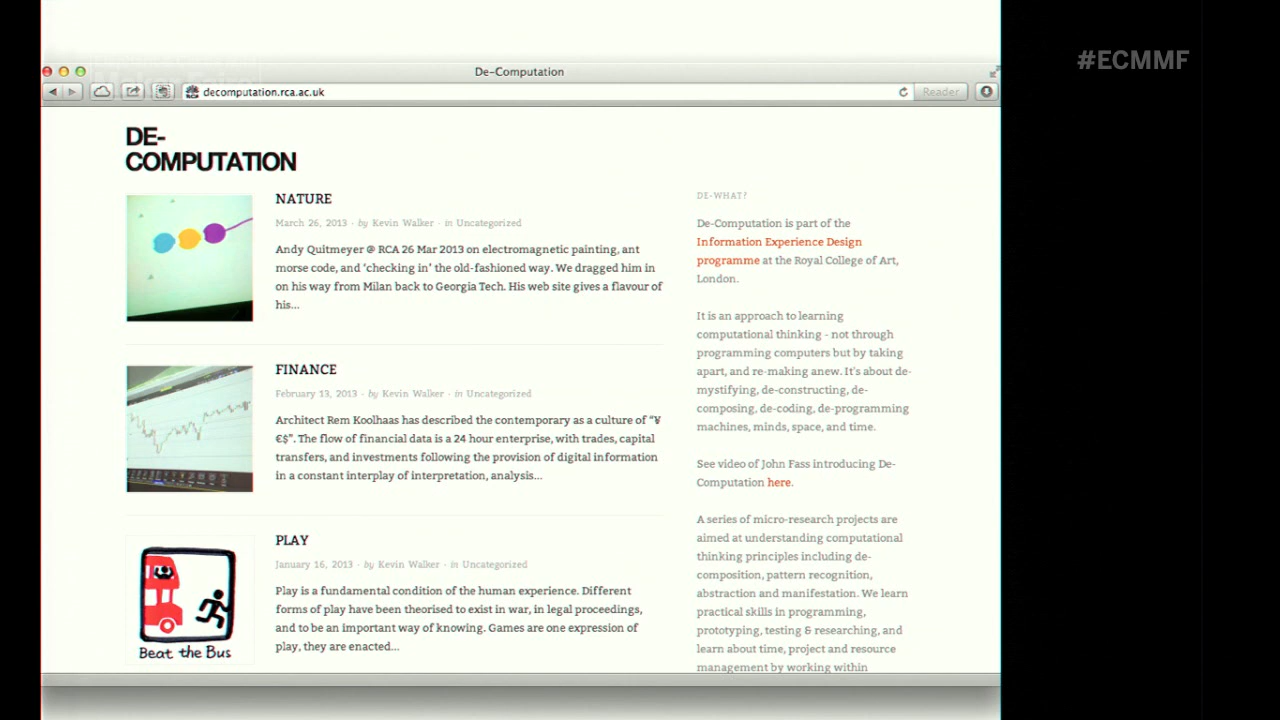 #ECMMF
De-Computation
decomputation.rca.ac.uk
Reader
DE-
COMPUTATION
NATURE
March 26, 2013 · by Kevin Walker · in Uncategorized
Andy Quitmeyer @ RCA 26 Mar 2013 on electromagnetic painting, ant
morse code, and 'checking in' the old-fashioned way. We dragged him in
on his way from Milan back to Georgia Tech. His web site gives a flavour of
his...
FINANCE
February 13, 2013 · by Kevin Walker · in Uncategorized
Architect Rem Koolhaas has described the contemporary as a culture of "¥
€$". The flow of financial data is a 24 hour enterprise, with trades, capital
transfers, and investments following the provision of digital information
in a constant interplay of interpretation, analysis...
Beat the Bus
PLAY
January 16, 2013 · by Kevin Walker · in Uncategorized
Play is a fundamental condition of the human experience. Different
forms of play have been theorised to exist in war, in legal proceedings,
and to be an important way of knowing. Games are one expression of
play, they are enacted...
DE-WHAT?
De-Computation is part of the
Information Experience Design
programme at the Royal College of Art,
London.
It is an approach to learning
computational thinking - not through
programming computers but by taking
apart, and re-making anew. It's about de-
mystifying, de-constructing, de-
composing, de-coding, de-programming
machines, minds, space, and time.
See video of John Fass introducing De-
Computation here.
A series of micro-research projects are
aimed at understanding computational
thinking principles including de-
composition, pattern recognition,
abstraction and manifestation. We learn
practical skills in programming,
prototyping, testing & researching, and
learn about time, project and resource
management by working within